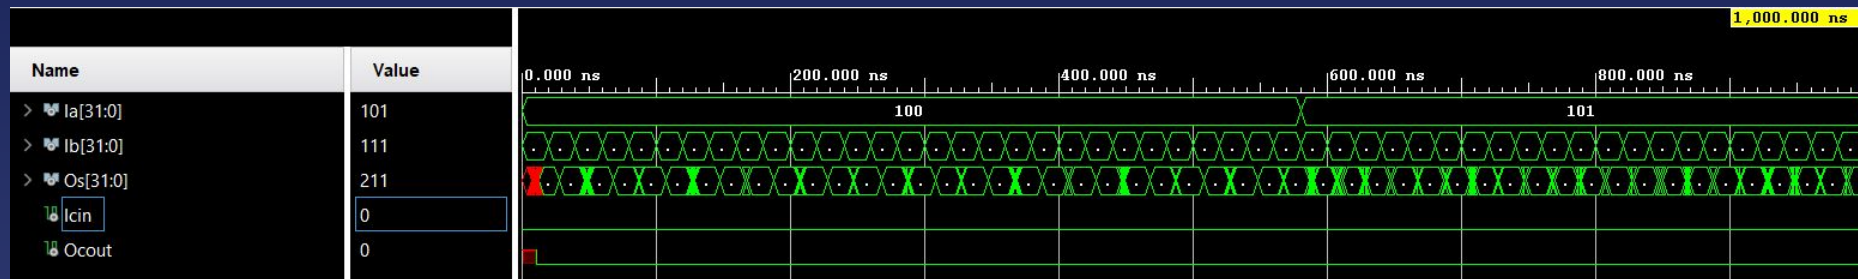 1,000.000 ns
Name Value
0.000 ns 200.000 ns 400.000 ns 600.000 ns 800.000 ns
Ia[31:0] 101 100 101
Ib[31:0] 111
Os[31:0] 211
Icin 0
Ocout 0